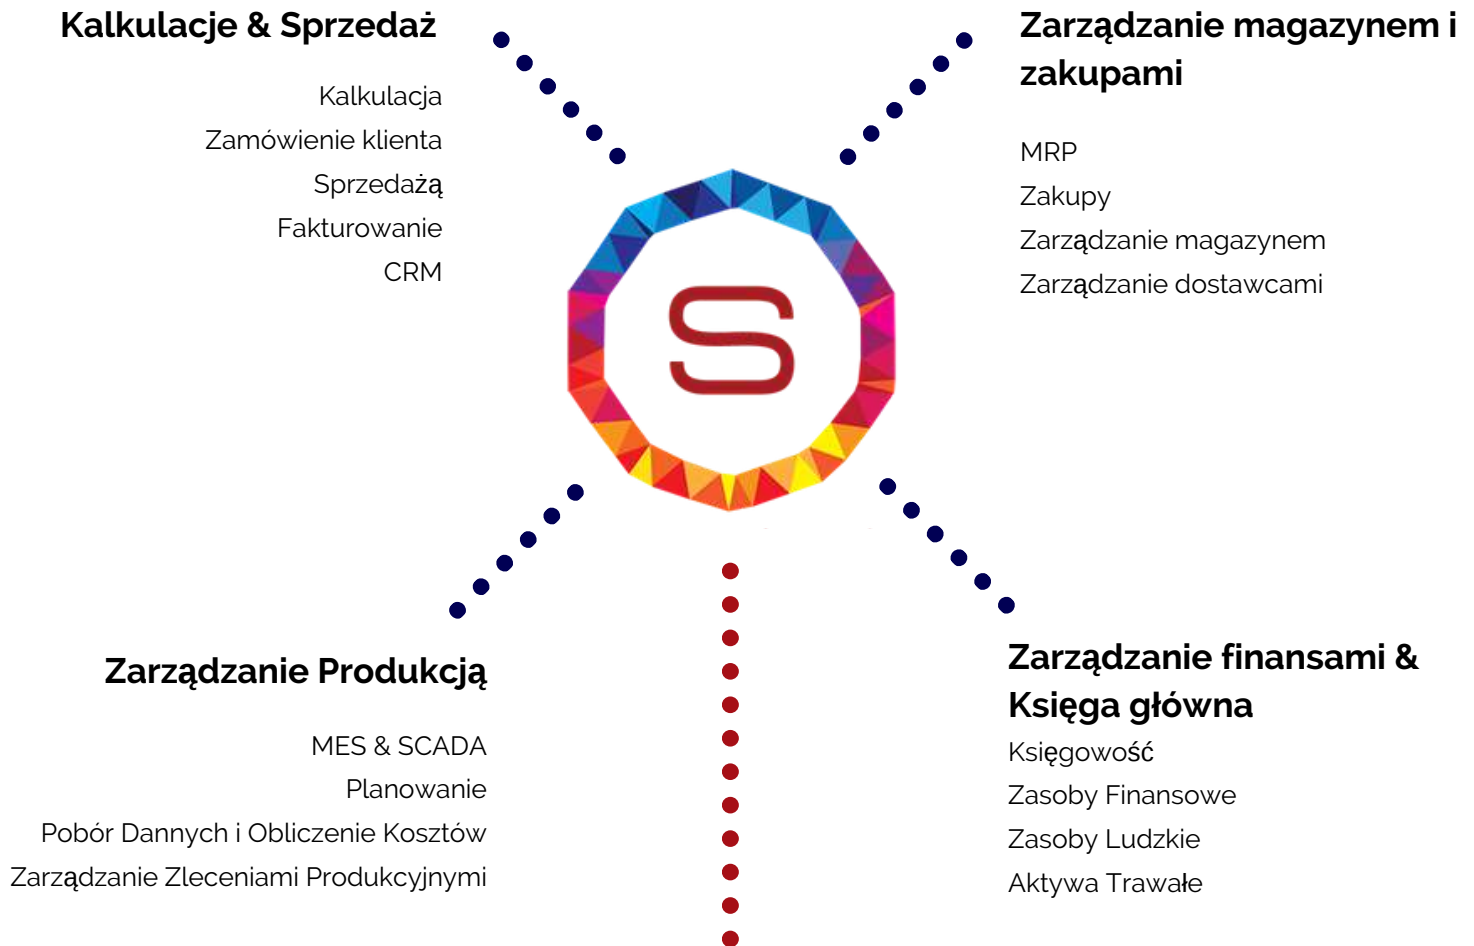 Kalkulacje & Sprzedaż
Kalkulacja
Zamówienie klienta
Sprzedażą
Fakturowanie
CRM
Zarządzanie magazynem i
zakupami
MRP
Zakupy
Zarządzanie magazynem
Zarządzanie dostawcami
S
Zarządzanie Produkcją
MES & SCADA
Planowanie
Pobór Dannych i Obliczenie Kosztów
Zarządzanie Zleceniami Produkcyjnymi
Zarządzanie finansami &
Księga główna
Księgowość
Zasoby Finansowe
Zasoby Ludzkie
Aktywa Trawałe